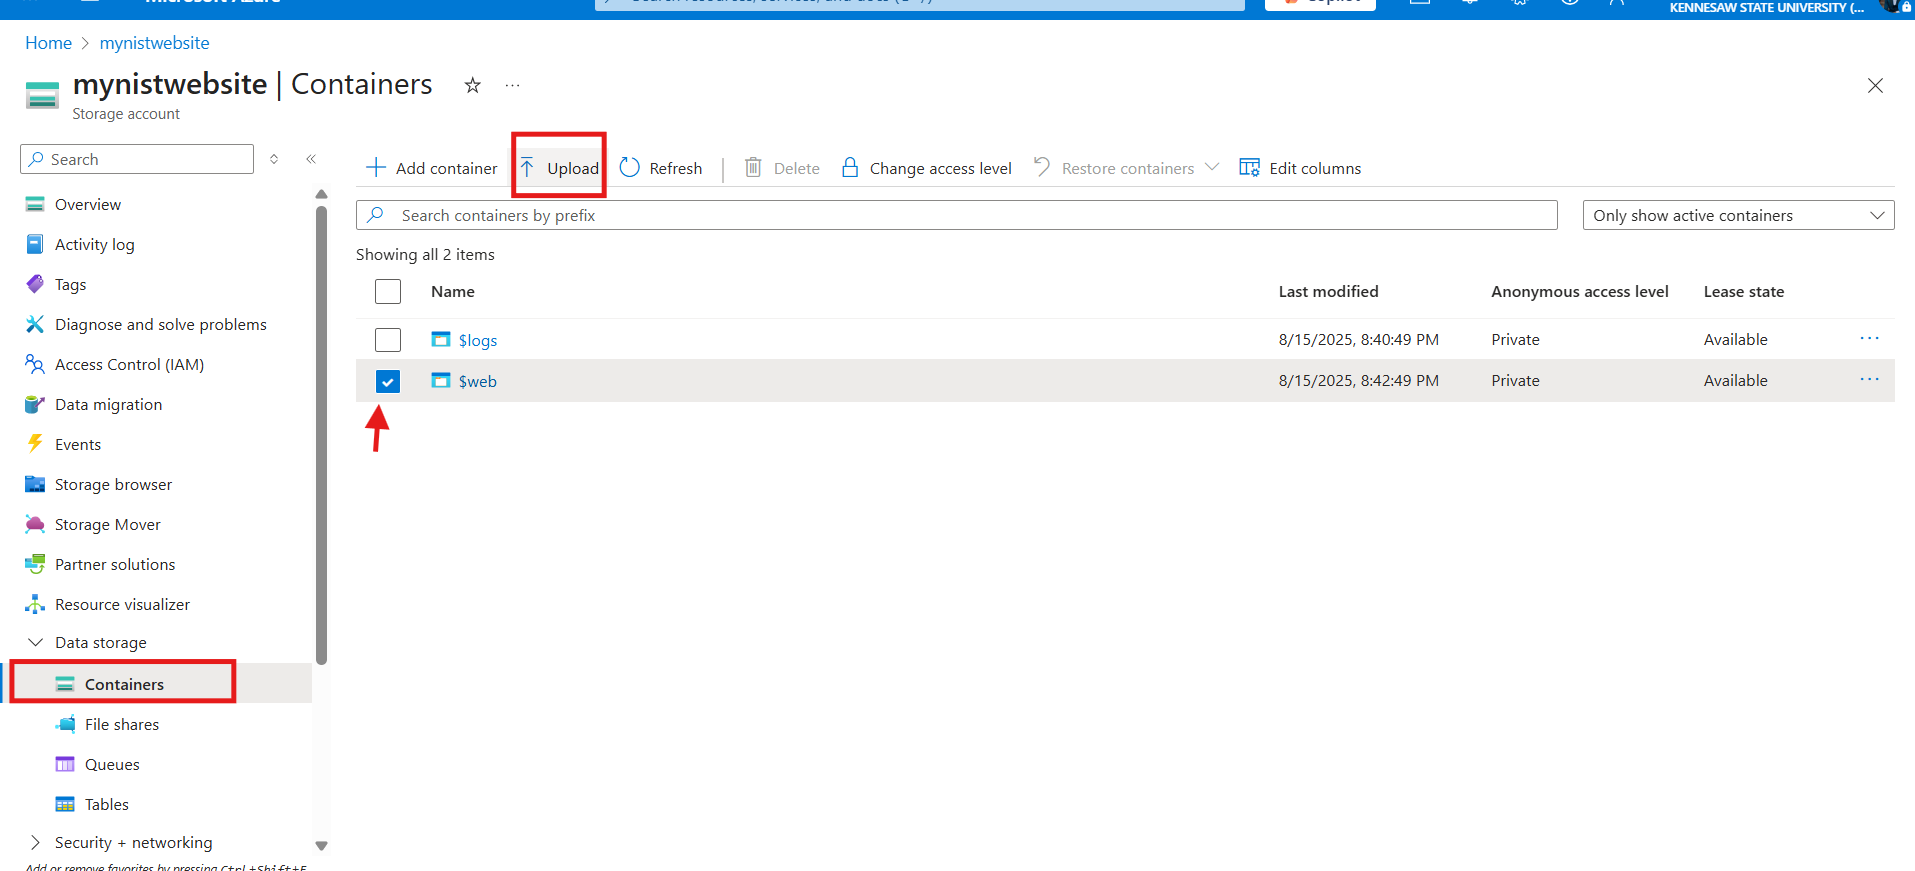 Microsoft Azure
Copilot
KENNESAW STATE UNIVERSITY (...
Home > mynistwebsite
mynistwebsite | Containers
Storage account
Search
Overview
Activity log
Tags
Diagnose and solve problems
Access Control (IAM)
Data migration
Events
Storage browser
Storage Mover
Partner solutions
Resource visualizer
Data storage
Containers
File shares
Queues
Tables
Security + networking
Add or remove favorites by pressing Ctrl+Shift+F
Add container Upload Refresh Delete Change access level Restore containers Edit columns
Search containers by prefix
Only show active containers
Showing all 2 items
Name Last modified Anonymous access level Lease state
$logs 8/15/2025, 8:40:49 PM Private Available
$web 8/15/2025, 8:42:49 PM Private Available